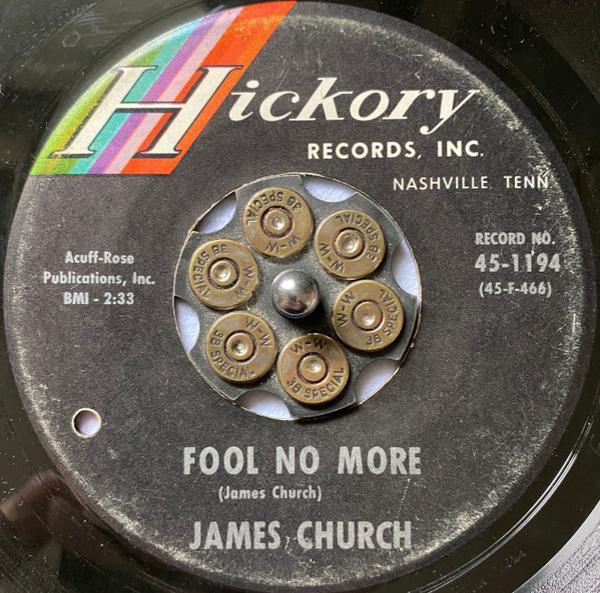 Hickory
RECORDS, INC.
NASHVILLE, TENN
Acuff-Rose
Publications, Inc.
BMI - 2:33
RECORD NO.
45-1194
(45-F-466)
W-W
38 SPECIAL
W-W
38 SPECIAL
W-W
38 SPECIAL
W-W
38 SPECIAL
W-W
38 SPECIAL
W-W
38 SPECIAL
FOOL NO MORE
(James Church)
JAMES CHURCH